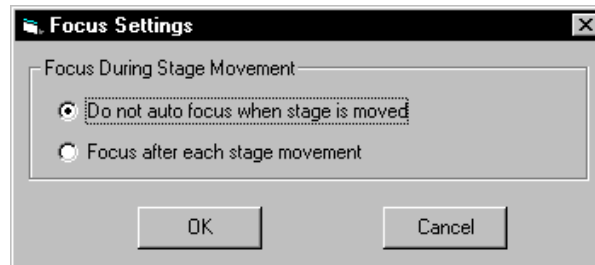 Focus Settings
Focus During Stage Movement
Do not auto focus when stage is moved
Focus after each stage movement
OK Cancel